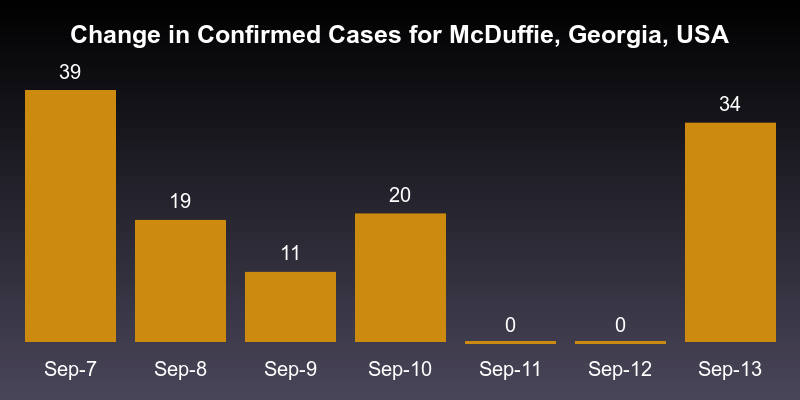 Change in Confirmed Cases for McDuffie, Georgia, USA
39
19
11
20
0
0
34
Sep-7
Sep-8
Sep-9
Sep-10
Sep-11
Sep-12
Sep-13